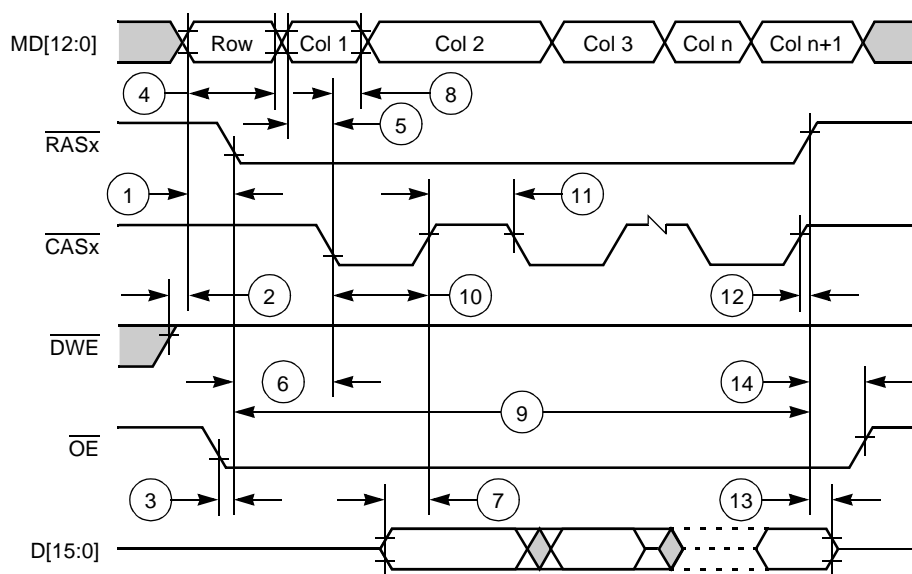 MD[12:0] Row Col 1 Col 2 Col 3 Col n Col n+1
4 8
5
RASx
1 11
CASx
2 10 12
DWE
6 14
9
OE
3 7 13
D[15:0]